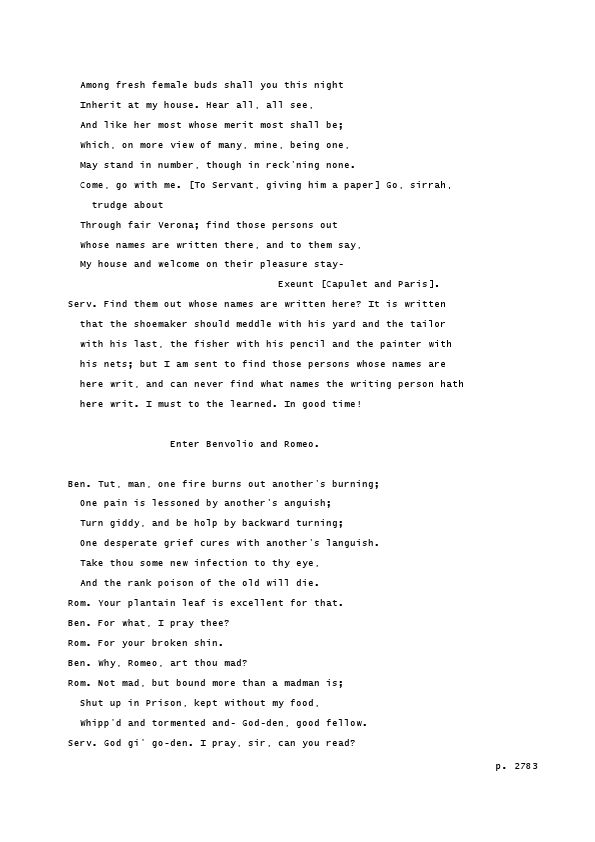 Among fresh female buds shall you this night
Inherit at my house. Hear all, all see,
And like her most whose merit most shall be;
Which, on more view of many, mine, being one,
May stand in number, though in reck'ning none.
Come, go with me. [To Servant, giving him a paper] Go, sirrah,
trudge about
Through fair Verona; find those persons out
Whose names are written there, and to them say,
My house and welcome on their pleasure stay-
Exeunt [Capulet and Paris].
Serv. Find them out whose names are written here? It is written
that the shoemaker should meddle with his yard and the tailor
with his last, the fisher with his pencil and the painter with
his nets; but I am sent to find those persons whose names are
here writ, and can never find what names the writing person hath
here writ. I must to the learned. In good time!
Enter Benvolio and Romeo.
Ben. Tut, man, one fire burns out another's burning;
One pain is lessoned by another's anguish;
Turn giddy, and be holp by backward turning;
One desperate grief cures with another's languish.
Take thou some new infection to thy eye,
And the rank poison of the old will die.
Rom. Your plantain leaf is excellent for that.
Ben. For what, I pray thee?
Rom. For your broken shin.
Ben. Why, Romeo, art thou mad?
Rom. Not mad, but bound more than a madman is;
Shut up in Prison, kept without my food,
Whipp'd and tormented and- God-den, good fellow.
Serv. God gi' go-den. I pray, sir, can you read?
p. 2783